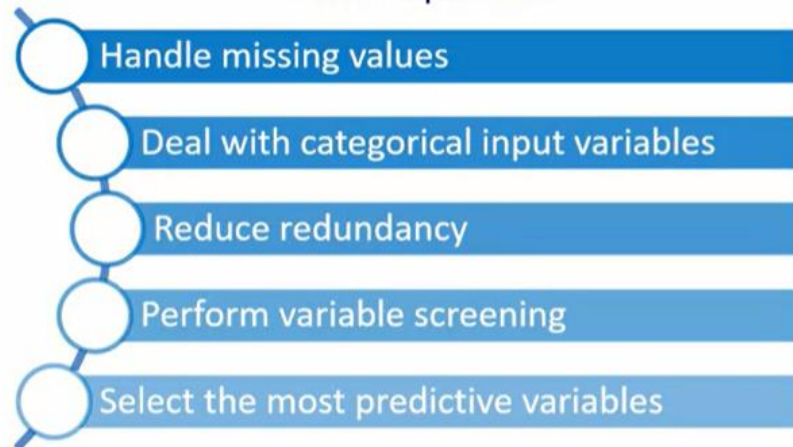 Handle missing values
Deal with categorical input variables
Reduce redundancy
Perform variable screening
Select the most predictive variables